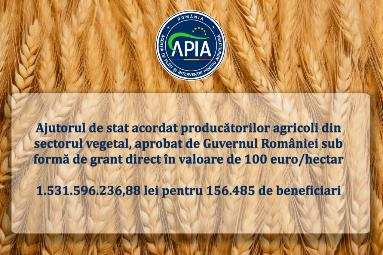 ROMÂNIA
APIA
Ajutorul de stat acordat producătorilor agricoli din
sectorul vegetal, aprobat de Guvernul României sub
formă de grant direct în valoare de 100 euro/hectar
1.531.596.236,88 lei pentru 156.485 de beneficiari